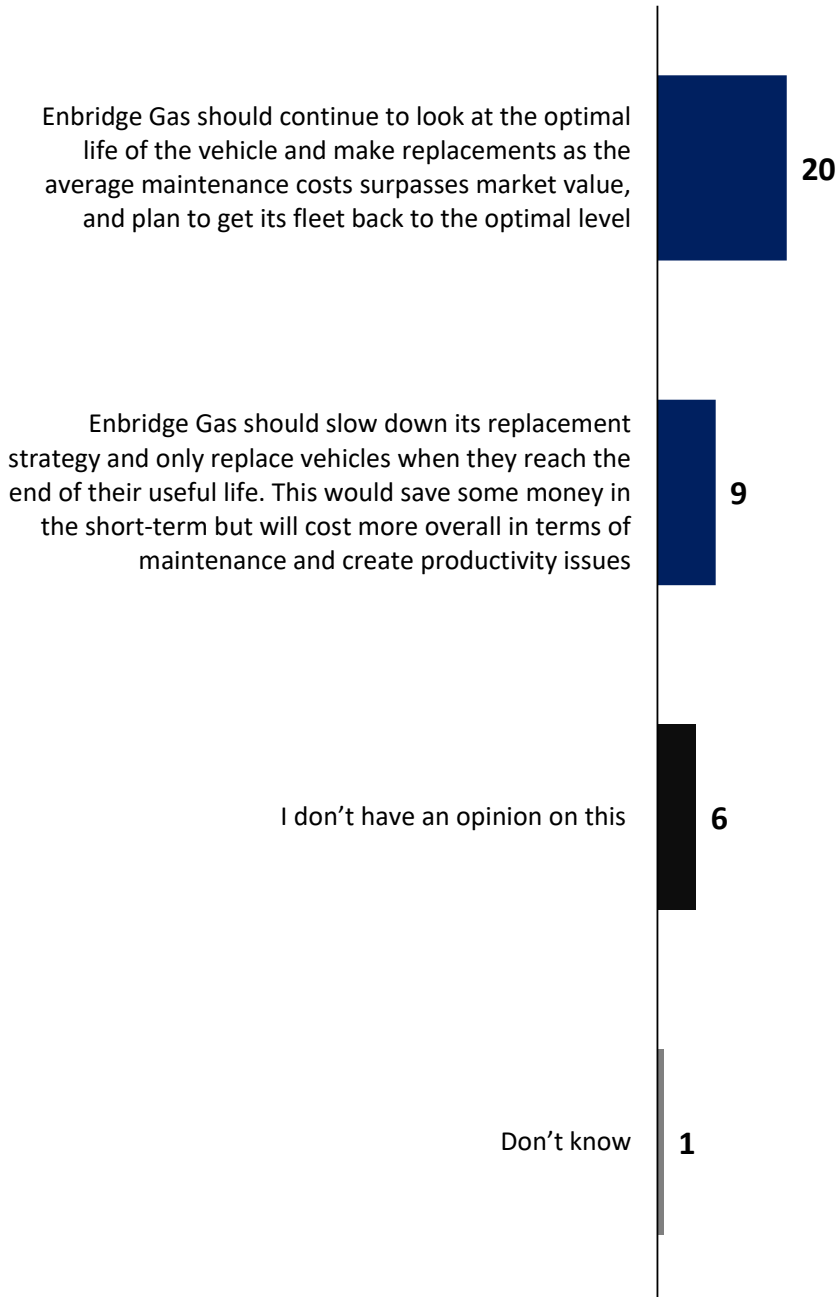 Enbridge Gas should continue to look at the optimal
life of the vehicle and make replacements as the
average maintenance costs surpasses market value,
and plan to get its fleet back to the optimal level
20
Enbridge Gas should slow down its replacement
strategy and only replace vehicles when they reach the
end of their useful life. This would save some money in
the short-term but will cost more overall in terms of
maintenance and create productivity issues
9
I don’t have an opinion on this
6
Don’t know
1